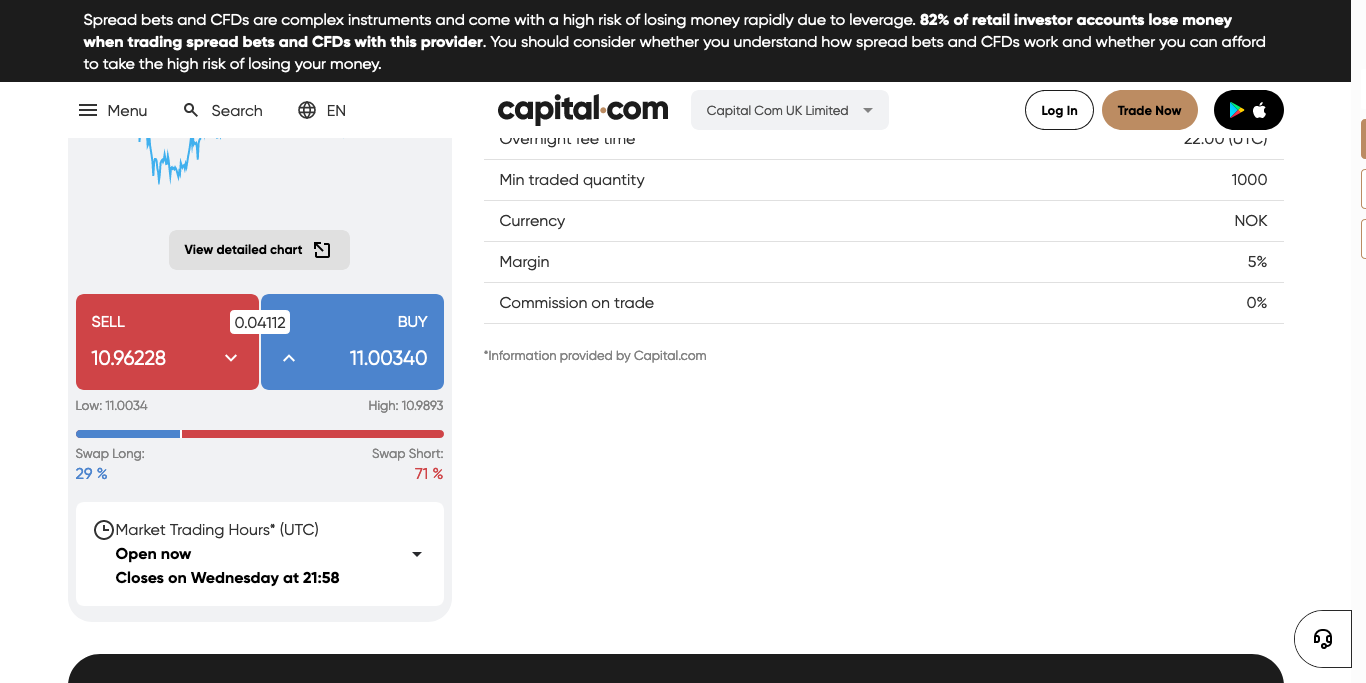 Spread bets and CFDs are complex instruments and come with a high risk of losing money rapidly due to leverage. 82% of retail investor accounts lose money
when trading spread bets and CFDs with this provider. You should consider whether you understand how spread bets and CFDs work and whether you can afford
to take the high risk of losing your money.
Menu
Search
EN
capital.com
Capital Com UK Limited
Log In
Trade Now
Overnight fee time
22:00 (UTC)
Min traded quantity
1000
Currency
NOK
Margin
5%
Commission on trade
0%
*Information provided by Capital.com
View detailed chart
SELL
0.04112
BUY
10.96228
11.00340
Low: 11.0034
High: 10.9893
Swap Long:
Swap Short:
29 %
71 %
Market Trading Hours* (UTC)
Open now
Closes on Wednesday at 21:58